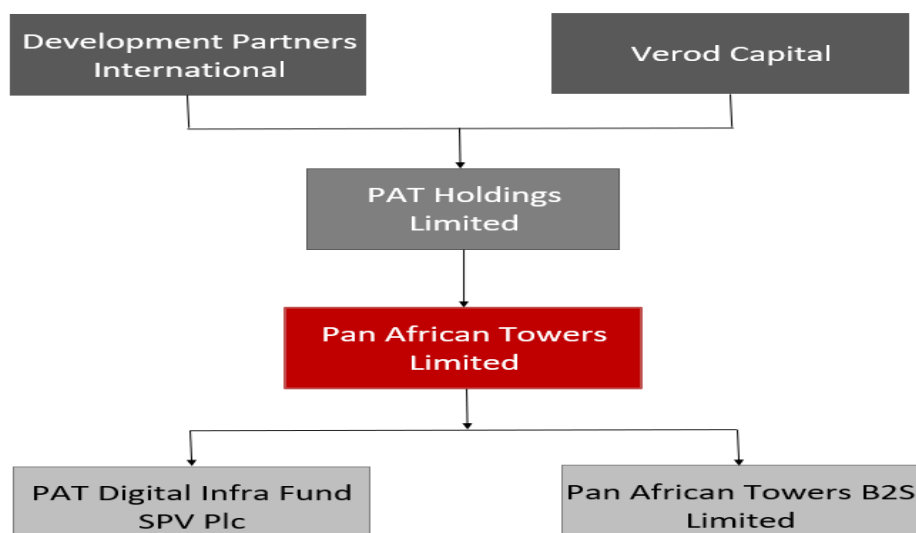 Development Partners
International
Verod Capital
PAT Holdings
Limited
Pan African Towers
Limited
PAT Digital Infra Fund
SPV Plc
Pan African Towers B2S
Limited